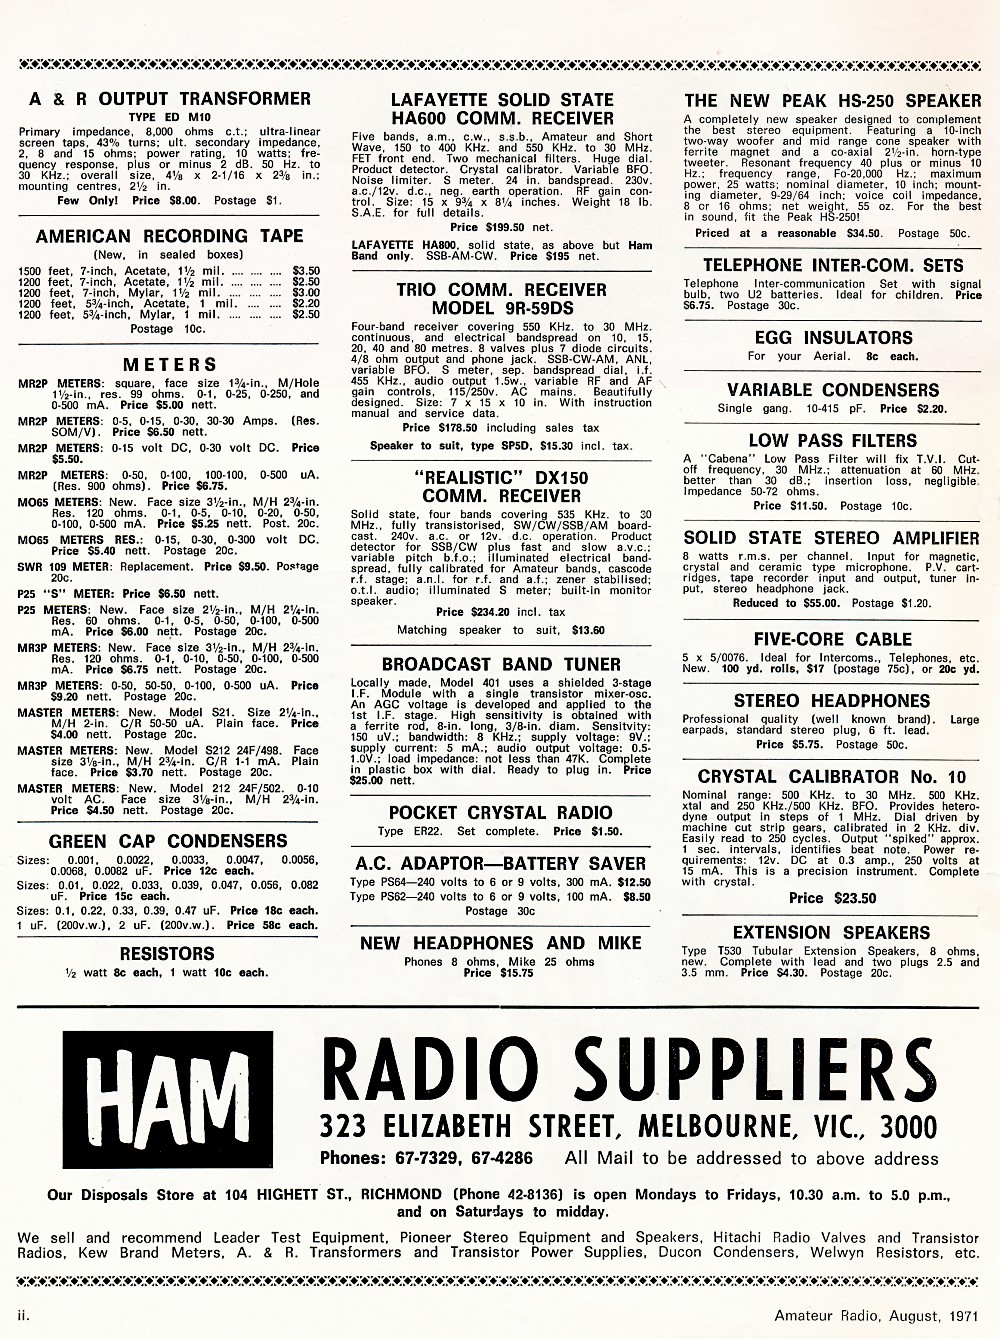 A & R OUTPUT TRANSFORMER
TYPE ED M10
Primary impedance, 8,000 ohms c.t.; ultra-linear
screen taps, 43% turns; ult. secondary impedance,
2, 8 and 15 ohms; power rating, 10 watts; fre-
quency response, plus or minus 2 dB. 50 Hz. to
30 KHz.; overall size, 4⅛ x 2-1/16 x 2⅜ in.;
mounting centres, 2½ in.
Few Only! Price $8.00. Postage $1.
AMERICAN RECORDING TAPE
(New, in sealed boxes)
1500 feet, 7-inch, Acetate, 1½ mil. .... .... .... $3.50
1200 feet, 7-inch, Acetate, 1½ mil. .... .... .... $2.50
1200 feet, 7-inch, Mylar, 1½ mil. .... .... .... $3.00
1200 feet, 5¾-inch, Acetate, 1 mil. .... .... .... $2.20
1200 feet, 5¾-inch, Mylar, 1 mil. .... .... .... $2.50
Postage 10c.
METERS
MR2P METERS: square, face size 1¾-in., M/Hole
1½-in., res. 99 ohms. 0-1, 0-25, 0-250, and
0-500 mA. Price $5.00 nett.
MR2P METERS: 0-5, 0-15, 0-30, 30-30 Amps. (Res.
SOM/V). Price $6.50 nett.
MR2P METERS: 0-15 volt DC, 0-30 volt DC. Price
$5.50.
MR2P METERS: 0-50, 0-100, 100-100, 0-500 uA.
(Res. 900 ohms). Price $6.75.
MO65 METERS: New. Face size 3½-in., M/H 2¾-in.
Res. 120 ohms. 0-1, 0-5, 0-10, 0-20, 0-50,
0-100, 0-500 mA. Price $5.25 nett. Post. 20c.
MO65 METERS RES.: 0-15, 0-30, 0-300 volt DC.
Price $5.40 nett. Postage 20c.
SWR 109 METER: Replacement. Price $9.50. Postage
20c.
P25 "S" METER: Price $6.50 nett.
P25 METERS: New. Face size 2½-in., M/H 2¼-in.
Res. 60 ohms. 0-1, 0-5, 0-50, 0-100, 0-500
mA. Price $6.00 nett. Postage 20c.
MR3P METERS: New. Face size 3½-in., M/H 2¾-in.
Res. 120 ohms. 0-1, 0-10, 0-50, 0-100, 0-500
mA. Price $6.75 nett. Postage 20c.
MR3P METERS: 0-50, 50-50, 0-100, 0-500 uA. Price
$9.20 nett. Postage 20c.
MASTER METERS: New. Model S21. Size 2¼-in.,
M/H 2-in. C/R 50-50 uA. Plain face. Price
$4.00 nett. Postage 20c.
MASTER METERS: New. Model S212 24F/498. Face
size 3⅛-in., M/H 2¾-in. C/R 1-1 mA. Plain
face. Price $3.70 nett. Postage 20c.
MASTER METERS: New. Model 212 24F/502. 0-10
volt AC. Face size 3⅛-in., M/H 2¾-in.
Price $4.50 nett. Postage 20c.
GREEN CAP CONDENSERS
Sizes: 0.001, 0.0022, 0.0033, 0.0047, 0.0056,
0.0068, 0.0082 uF. Price 12c each.
Sizes: 0.01, 0.022, 0.033, 0.039, 0.047, 0.056, 0.082
uF. Price 15c each.
Sizes: 0.1, 0.22, 0.33, 0.39, 0.47 uF. Price 18c each.
1 uF. (200v.w.), 2 uF. (200v.w.). Price 58c each.
RESISTORS
½ watt 8c each, 1 watt 10c each.
LAFAYETTE SOLID STATE
HA600 COMM. RECEIVER
Five bands, a.m., c.w., s.s.b., Amateur and Short
Wave, 150 to 400 KHz. and 550 KHz. to 30 MHz.
FET front end. Two mechanical filters. Huge dial.
Product detector. Crystal calibrator. Variable BFO.
Noise limiter. S meter. 24 in. bandspread. 230v.
a.c./12v. d.c., neg. earth operation. RF gain con-
trol. Size: 15 x 9¾ x 8¼ inches. Weight 18 lb.
S.A.E. for full details.
Price $199.50 net.
LAFAYETTE HA800, solid state, as above but Ham
Band only. SSB-AM-CW. Price $195 net.
TRIO COMM. RECEIVER
MODEL 9R-59DS
Four-band receiver covering 550 KHz. to 30 MHz.
continuous, and electrical bandspread on 10, 15,
20, 40 and 80 metres. 8 valves plus 7 diode circuits.
4/8 ohm output and phone jack. SSB-CW-AM, ANL,
variable BFO. S meter, sep. bandspread dial, i.f.
455 KHz., audio output 1.5w., variable RF and AF
gain controls, 115/250v. AC mains. Beautifully
designed. Size: 7 x 15 x 10 in. With instruction
manual and service data.
Price $178.50 including sales tax
Speaker to suit, type SP5D, $15.30 incl. tax.
"REALISTIC" DX150
COMM. RECEIVER
Solid state, four bands covering 535 KHz. to 30
MHz., fully transistorised, SW/CW/SSB/AM board-
cast. 240v. a.c. or 12v. d.c. operation. Product
detector for SSB/CW plus fast and slow a.v.c.;
variable pitch b.f.o.; illuminated electrical band-
spread, fully calibrated for Amateur bands, cascode
r.f. stage; a.n.l. for r.f. and a.f.; zener stabilised;
o.t.l. audio; illuminated S meter; built-in monitor
speaker.
Price $234.20 incl. tax
Matching speaker to suit, $13.60
BROADCAST BAND TUNER
Locally made, Model 401 uses a shielded 3-stage
I.F. Module with a single transistor mixer-osc.
An AGC voltage is developed and applied to the
1st I.F. stage. High sensitivity is obtained with
a ferrite rod, 8-in. long, 3/8-in. diam. Sensitvity:
150 uV.; bandwidth: 8 KHz.; supply voltage: 9V.;
supply current: 5 mA.; audio output voltage: 0.5-
1.0V.; load impedance: not less than 47K. Complete
in plastic box with dial. Ready to plug in. Price
$25.00 nett.
POCKET CRYSTAL RADIO
Type ER22. Set complete. Price $1.50.
A.C. ADAPTOR—BATTERY SAVER
Type PS64—240 volts to 6 or 9 volts, 300 mA. $12.50
Type PS62—240 volts to 6 or 9 volts, 100 mA. $8.50
Postage 30c
NEW HEADPHONES AND MIKE
Phones 8 ohms, Mike 25 ohms
Price $15.75
THE NEW PEAK HS-250 SPEAKER
A completely new speaker designed to complement
the best stereo equipment. Featuring a 10-inch
two-way woofer and mid range cone speaker with
ferrite magnet and a co-axial 2½-in. horn-type
tweeter. Resonant frequency 40 plus or minus 10
Hz.; frequency range, Fo-20,000 Hz.; maximum
power, 25 watts; nominal diameter, 10 inch; mount-
ing diameter, 9-29/64 inch; voice coil impedance,
8 or 16 ohms; net weight, 55 oz. For the best
in sound, fit the Peak HS-250!
Priced at a reasonable $34.50. Postage 50c.
TELEPHONE INTER-COM. SETS
Telephone Inter-communication Set with signal
bulb, two U2 batteries. Ideal for children. Price
$6.75. Postage 30c.
EGG INSULATORS
For your Aerial. 8c each.
VARIABLE CONDENSERS
Single gang. 10-415 pF. Price $2.20.
LOW PASS FILTERS
A "Cabena" Low Pass Filter will fix T.V.I. Cut-
off frequency, 30 MHz.; attenuation at 60 MHz.
better than 30 dB.; insertion loss, negligible.
Impedance 50-72 ohms.
Price $11.50. Postage 10c.
SOLID STATE STEREO AMPLIFIER
8 watts r.m.s. per channel. Input for magnetic,
crystal and ceramic type microphone. P.V. cart-
ridges, tape recorder input and output, tuner in-
put, stereo headphone jack.
Reduced to $55.00. Postage $1.20.
FIVE-CORE CABLE
5 x 5/0076. Ideal for Intercoms., Telephones, etc.
New. 100 yd. rolls, $17 (postage 75c), or 20c yd.
STEREO HEADPHONES
Professional quality (well known brand). Large
earpads, standard stereo plug, 6 ft. lead.
Price $5.75. Postage 50c.
CRYSTAL CALIBRATOR No. 10
Nominal range: 500 KHz. to 30 MHz. 500 KHz.
xtal and 250 KHz./500 KHz. BFO. Provides hetero-
dyne output in steps of 1 MHz. Dial driven by
machine cut strip gears, calibrated in 2 KHz. div.
Easily read to 250 cycles. Output "spiked" approx.
1 sec. intervals, identifies beat note. Power re-
quirements: 12v. DC at 0.3 amp., 250 volts at
15 mA. This is a precision instrument. Complete
with crystal.
Price $23.50
EXTENSION SPEAKERS
Type T530 Tubular Extension Speakers, 8 ohms,
new. Complete with lead and two plugs 2.5 and
3.5 mm. Price $4.30. Postage 20c.
HAM
RADIO SUPPLIERS
323 ELIZABETH STREET, MELBOURNE, VIC., 3000
Phones: 67-7329, 67-4286 All Mail to be addressed to above address
Our Disposals Store at 104 HIGHETT ST., RICHMOND (Phone 42-8136) is open Mondays to Fridays, 10.30 a.m. to 5.0 p.m.,
and on Saturdays to midday.
We sell and recommend Leader Test Equipment, Pioneer Stereo Equipment and Speakers, Hitachi Radio Valves and Transistor
Radios, Kew Brand Meters, A. & R. Transformers and Transistor Power Supplies, Ducon Condensers, Welwyn Resistors, etc.
ii.
Amateur Radio, August, 1971